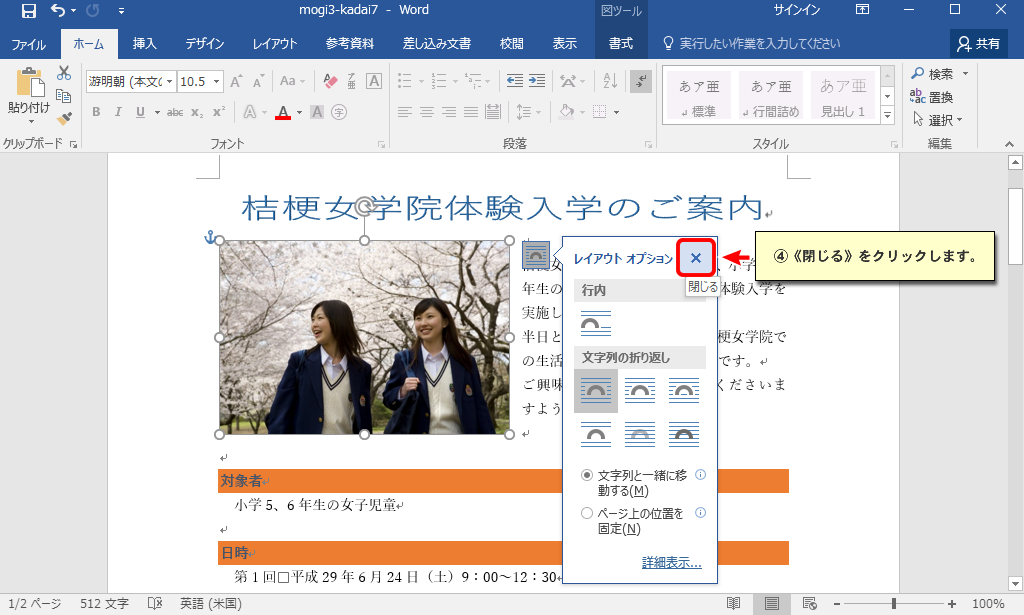 mogi3-kadai7 - Word
図ツール
サインイン
ファイル ホーム 挿入 デザイン レイアウト 参考資料 差し込み文書 校閲 表示 書式 実行したい作業を入力してください 共有
貼り付け
游明朝 (本文の 10.5
A A Aa A
B I U abc x₂ x² A A A 字
あア亜 あア亜 あア亜
標準 行間詰め 見出し 1
検索
置換
選択
クリップボード フォント 段落 スタイル 編集
桔梗女学院体験入学のご案内
年生の
実施し
半日と
の生活
ご興味
すよう
体験入学を
梗女学院で
です。
くださいま
レイアウト オプション
閉じる
行内
文字列の折り返し
文字列と一緒に移
動する(M)
ページ上の位置を
固定(N)
詳細表示...
④《閉じる》をクリックします。
対象者
小学 5、6 年生の女子児童
日時
第 1 回□平成 29 年 6 月 24 日（土）9：00～12：30
1/2 ページ 512 文字 英語 (米国) 100%